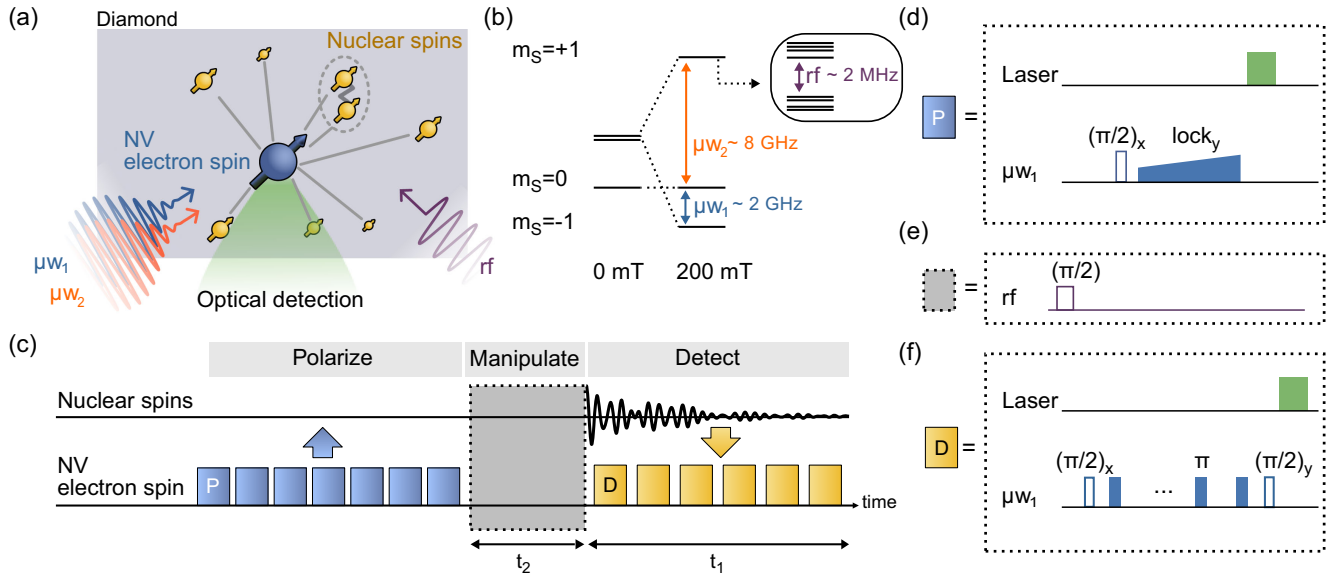 (a)
Diamond
Nuclear spins
NV
electron spin
μw₁
μw₂
rf
Optical detection
(b)
mS=+1
mS=0
mS=-1
rf ~ 2 MHz
μw₂ ~ 8 GHz
μw₁ ~ 2 GHz
0 mT
200 mT
(c)
Polarize
Manipulate
Detect
Nuclear spins
NV
electron spin
P
D
time
t₂
t₁
(d)
P
=
Laser
(π/2)x
locky
μw₁
(e)
=
(π/2)
rf
(f)
D
=
Laser
(π/2)x
...
π
(π/2)y
μw₁